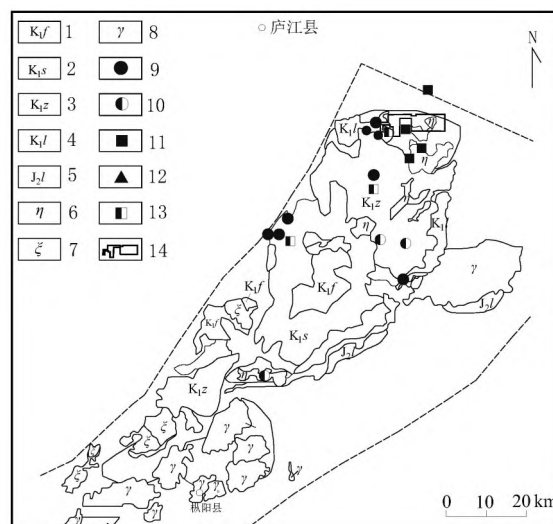 K₁f 1 γ 8
K₁s 2 9
K₁z 3 10
K₁l 4 11
J₂l 5 12
η 6 13
ξ 7 14
庐江县
N
K₁l
η
η
K₁z
K₁l
η
γ
J₂l
K₁f
K₁f
ξ
K₁f
K₁s
J₂l
K₁z
ξ
ξ
γ
γ
γ
γ
γ
γ
γ
ξ
ξ
γ
γ
枞阳县
0 10 20 km